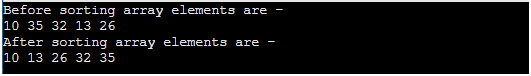 Before sorting array elements are -
10 35 32 13 26
After sorting array elements are -
10 13 26 32 35